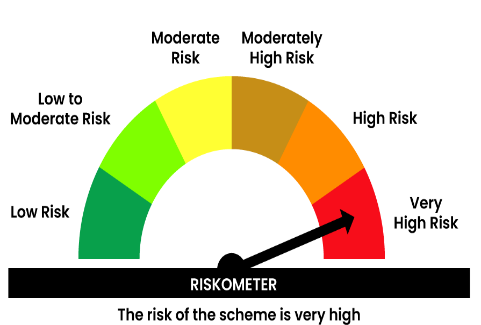 Moderate
Risk
Moderately
High Risk
Low to
Moderate Risk
High Risk
Low Risk
Very
High Risk
RISKOMETER
The risk of the scheme is very high